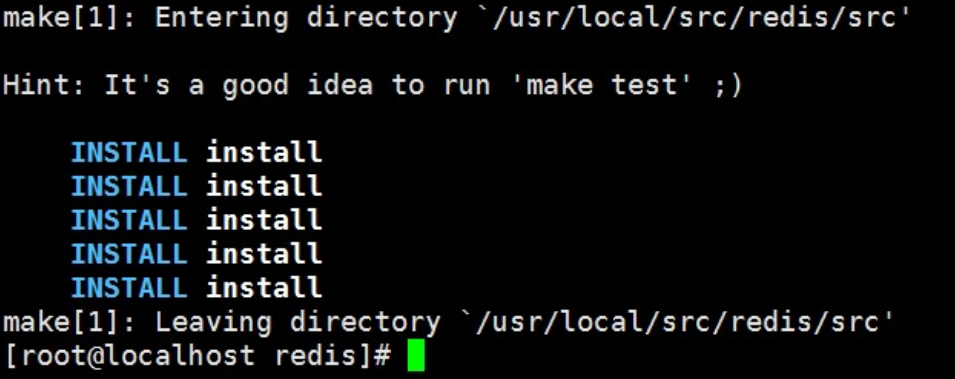 make[1]: Entering directory `/usr/local/src/redis/src'
Hint: It's a good idea to run 'make test' ;)
INSTALL install
INSTALL install
INSTALL install
INSTALL install
INSTALL install
make[1]: Leaving directory `/usr/local/src/redis/src'
[root@localhost redis]#